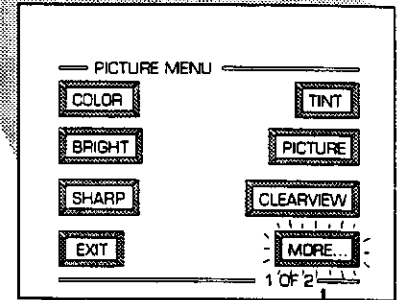 PICTURE MENU
COLOR TINT
BRIGHT PICTURE
SHARP CLEARVIEW
EXIT MORE...
1 OF 2